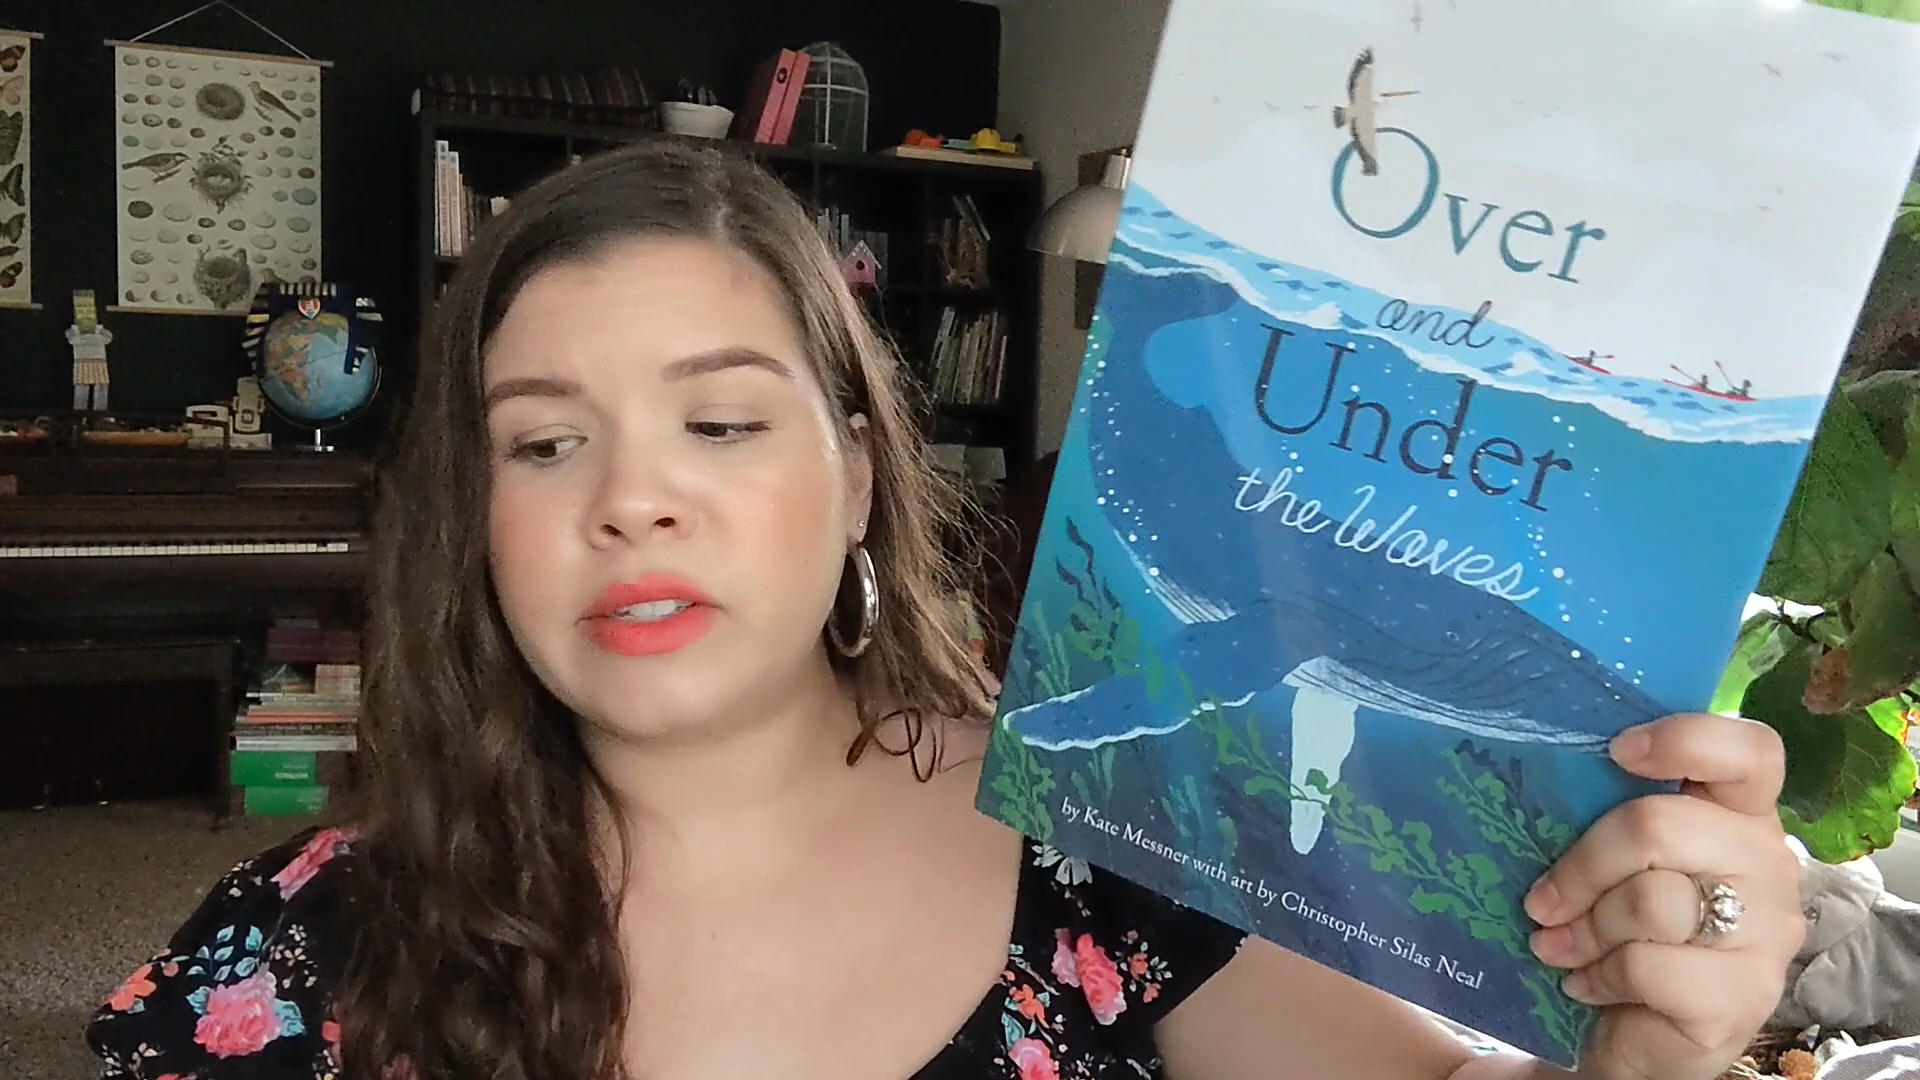 Over
and
Under
the Waves
by Kate Messner with art by Christopher Silas Neal